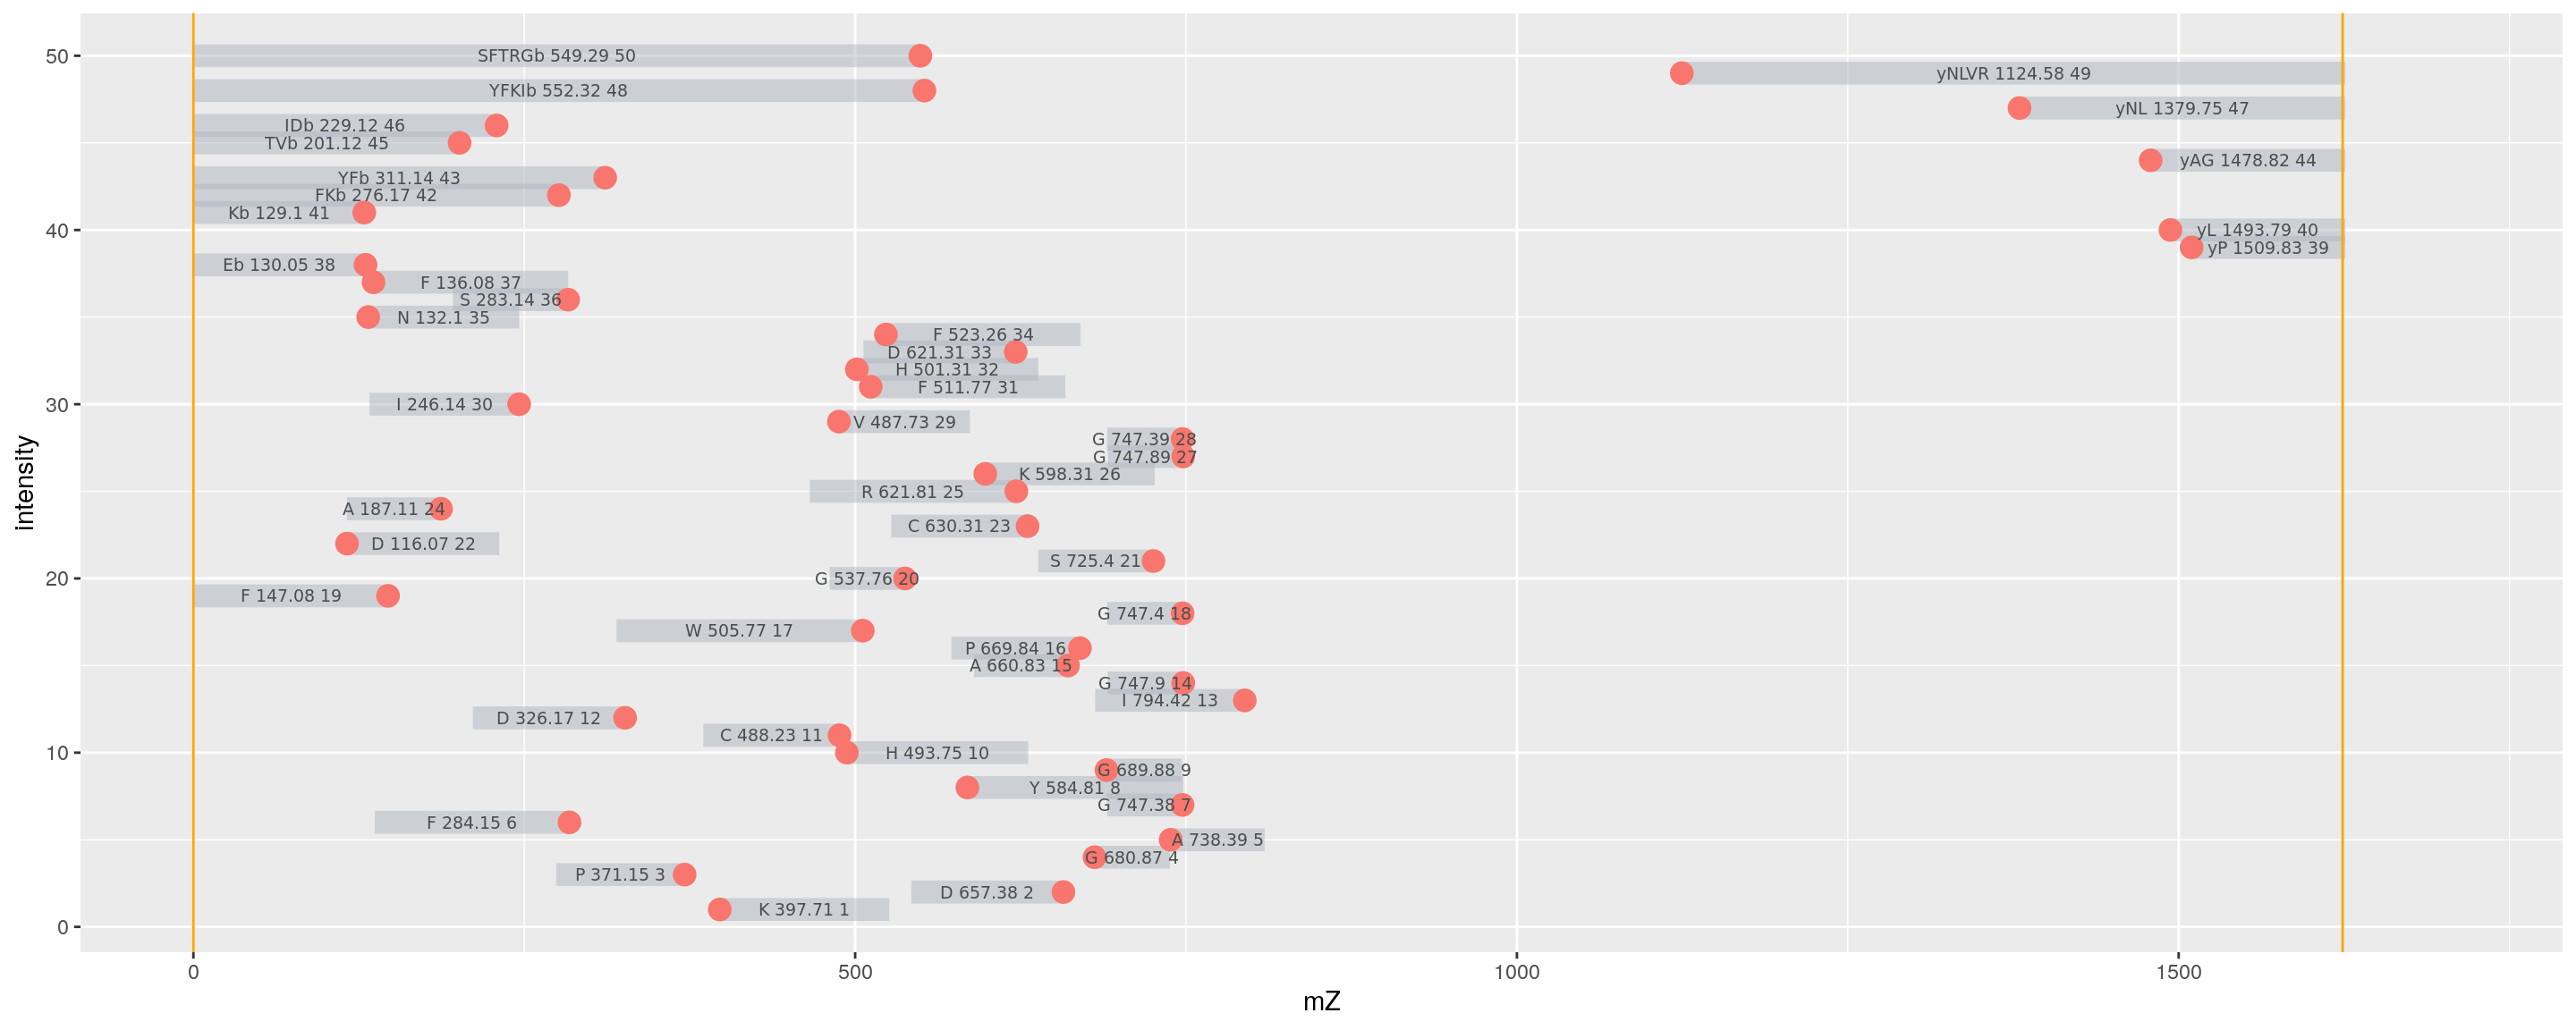 50
SFTRGb 549.29 50
yNLVR 1124.58 49
YFKIb 552.32 48
yNL 1379.75 47
IDb 229.12 46
TVb 201.12 45
yAG 1478.82 44
YFb 311.14 43
FKb 276.17 42
Kb 129.1 41
40
yL 1493.79 40
yP 1509.83 39
Eb 130.05 38
F 136.08 37
S 283.14 36
N 132.1 35
F 523.26 34
D 621.31 33
H 501.31 32
F 511.77 31
30
I 246.14 30
V 487.73 29
G 747.39 28
G 747.89 27
K 598.31 26
R 621.81 25
A 187.11 24
C 630.31 23
D 116.07 22
S 725.4 21
20
G 537.76 20
F 147.08 19
G 747.4 18
W 505.77 17
P 669.84 16
A 660.83 15
G 747.9 14
I 794.42 13
D 326.17 12
C 488.23 11
10
H 493.75 10
G 689.88 9
Y 584.81 8
G 747.38 7
F 284.15 6
A 738.39 5
G 680.87 4
P 371.15 3
D 657.38 2
K 397.71 1
0
intensity
0 500 1000 1500
mZ